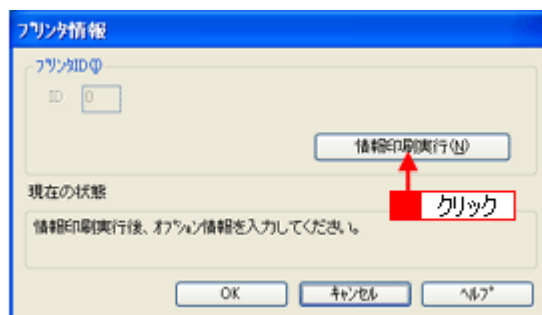 プリンタ情報
プリンタID(I)
ID 0
情報印刷実行(N)
現在の状態
クリック
情報印刷実行後、オプション情報を入力してください。
OK キャンセル ヘルプ